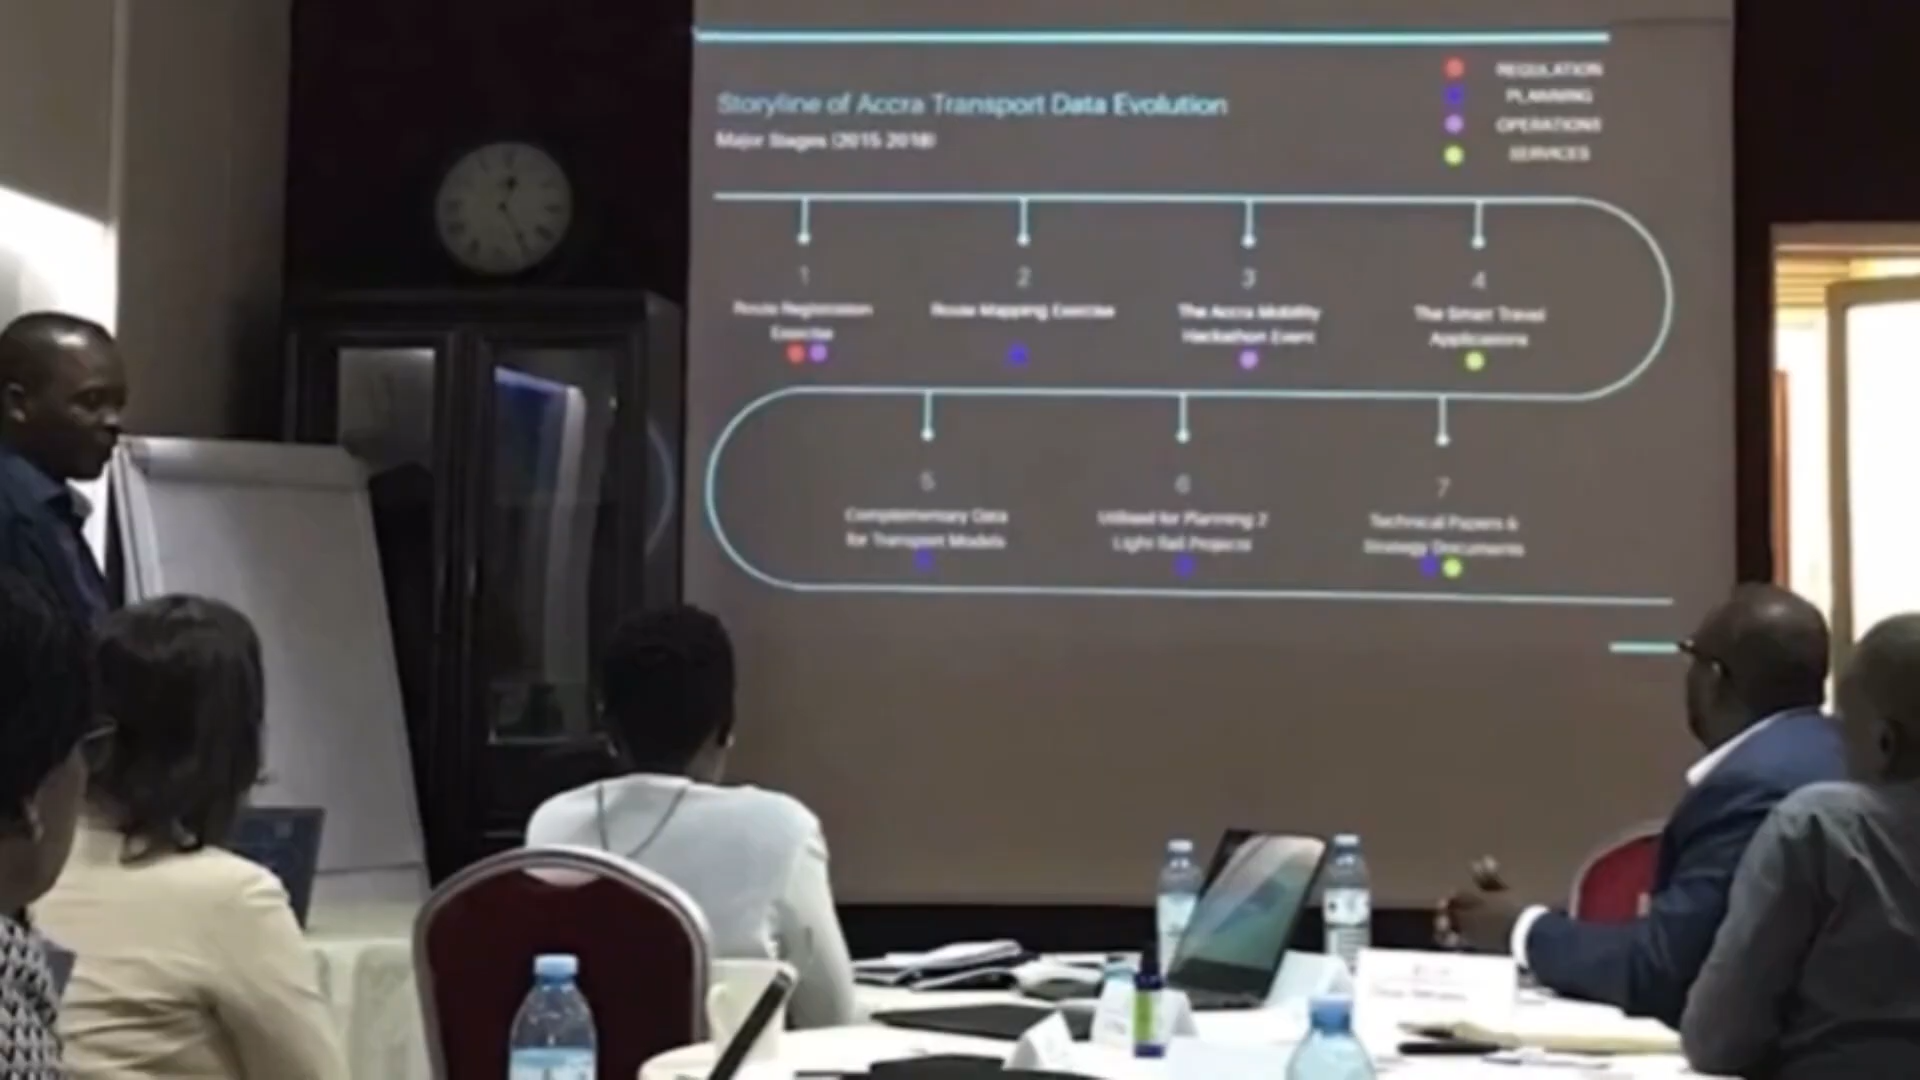 REGULATION
PLANNING
OPERATIONS
SERVICES
Storyline of Accra Transport Data Evolution
Major Stages (2015-2018)
1
2
3
4
Route Registration
Exercise
Route Mapping Exercise
The Accra Mobility
Hackathon Event
The Smart Travel
Applications
5
6
7
Complementary Data
for Transport Models
Utilised for Planning 2
Light Rail Projects
Technical Papers &
Strategy Documents